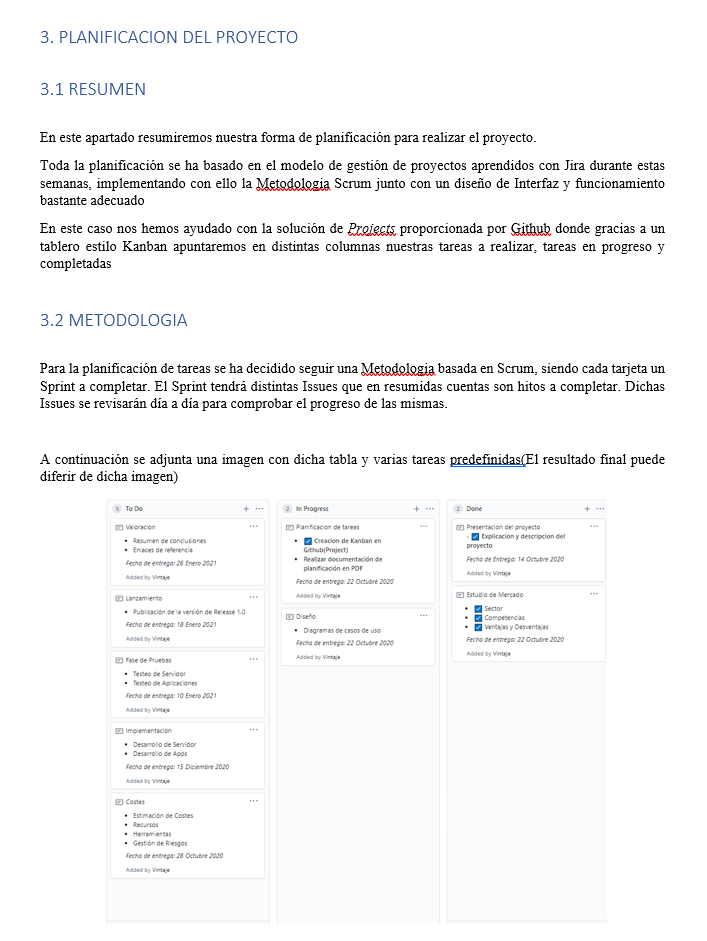 3. PLANIFICACION DEL PROYECTO
3.1 RESUMEN
En este apartado resumiremos nuestra forma de planificación para realizar el proyecto.
Toda la planificación se ha basado en el modelo de gestión de proyectos aprendidos con Jira durante estas
semanas, implementando con ello la Metodologia Scrum junto con un diseño de Interfaz y funcionamiento
bastante adecuado
En este caso nos hemos ayudado con la solución de Projects proporcionada por Github donde gracias a un
tablero estilo Kanban apuntaremos en distintas columnas nuestras tareas a realizar, tareas en progreso y
completadas
3.2 METODOLOGIA
Para la planificación de tareas se ha decidido seguir una Metodologia basada en Scrum, siendo cada tarjeta un
Sprint a completar. El Sprint tendrá distintas Issues que en resumidas cuentas son hitos a completar. Dichas
Issues se revisarán día a día para comprobar el progreso de las mismas.
A continuación se adjunta una imagen con dicha tabla y varias tareas predefinidas(El resultado final puede
diferir de dicha imagen)
5 To Do
Valoracion
Resumen de conclusiones
Enlaces de referencia
Fecha de entrega: 26 Enero 2021
Added by Vintaje
Lanzamiento
Publicación de la versión de Release 1.0
Fecha de entrega: 18 Enero 2021
Added by Vintaje
Fase de Pruebas
Testeo de Servidor
Testeo de Aplicaciones
Fecha de entrega: 10 Enero 2021
Added by Vintaje
Implementación
Desarrollo de Servidor
Desarrollo de Apps
Fecha de entrega: 15 Diciembre 2020
Added by Vintaje
Costes
Estimación de Costes
Recursos
Herramientas
Gestión de Riesgos
Fecha de entrega: 28 Octubre 2020
Added by Vintaje
2 In Progress
Planificacion de tareas
Creacion de Kanban en
Github(Project)
Realizar documentación de
planificación en PDF
Fecha de entrega: 22 Octubre 2020
Added by Vintaje
Diseño
Diagramas de casos de uso
Fecha de entrega: 22 Octubre 2020
Added by Vintaje
2 Done
Presentacion del proyecto
- Explicacion y descripcion del
proyecto
Fecha de Entrega: 14 Octubre 2020
Added by Vintaje
Estudio de Mercado
Sector
Competencias
Ventajas y Desventajas
Fecha de entrega: 22 Octubre 2020
Added by Vintaje